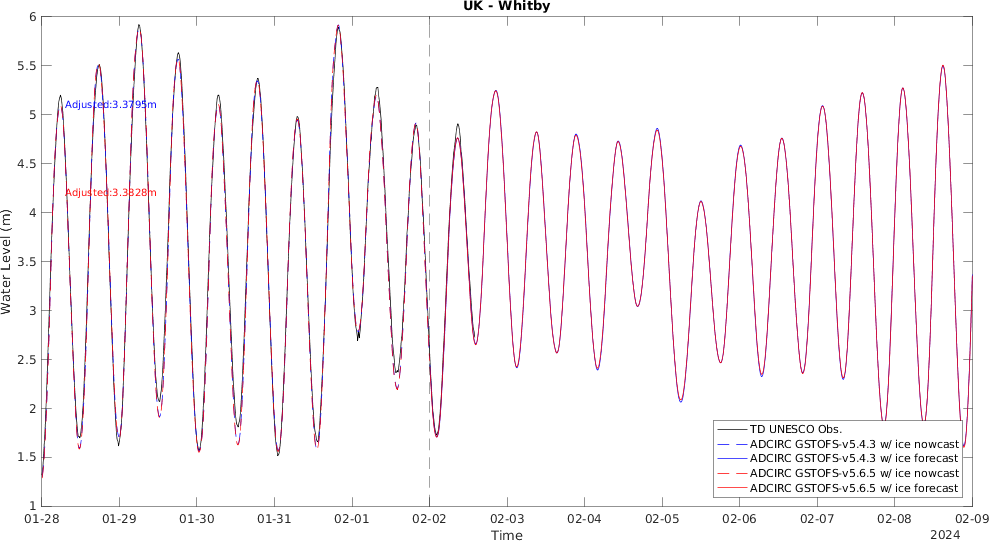 UK - Whitby
6
5.5
5
4.5
4
3.5
3
2.5
2
1.5
1
Water Level (m)
Adjusted:3.3795m
Adjusted:3.3328m
TD UNESCO Obs.
ADCIRC GSTOFS-v5.4.3 w/ ice nowcast
ADCIRC GSTOFS-v5.4.3 w/ ice forecast
ADCIRC GSTOFS-v5.6.5 w/ ice nowcast
ADCIRC GSTOFS-v5.6.5 w/ ice forecast
01-28 01-29 01-30 01-31 02-01 02-02 02-03 02-04 02-05 02-06 02-07 02-08 02-09
Time
2024